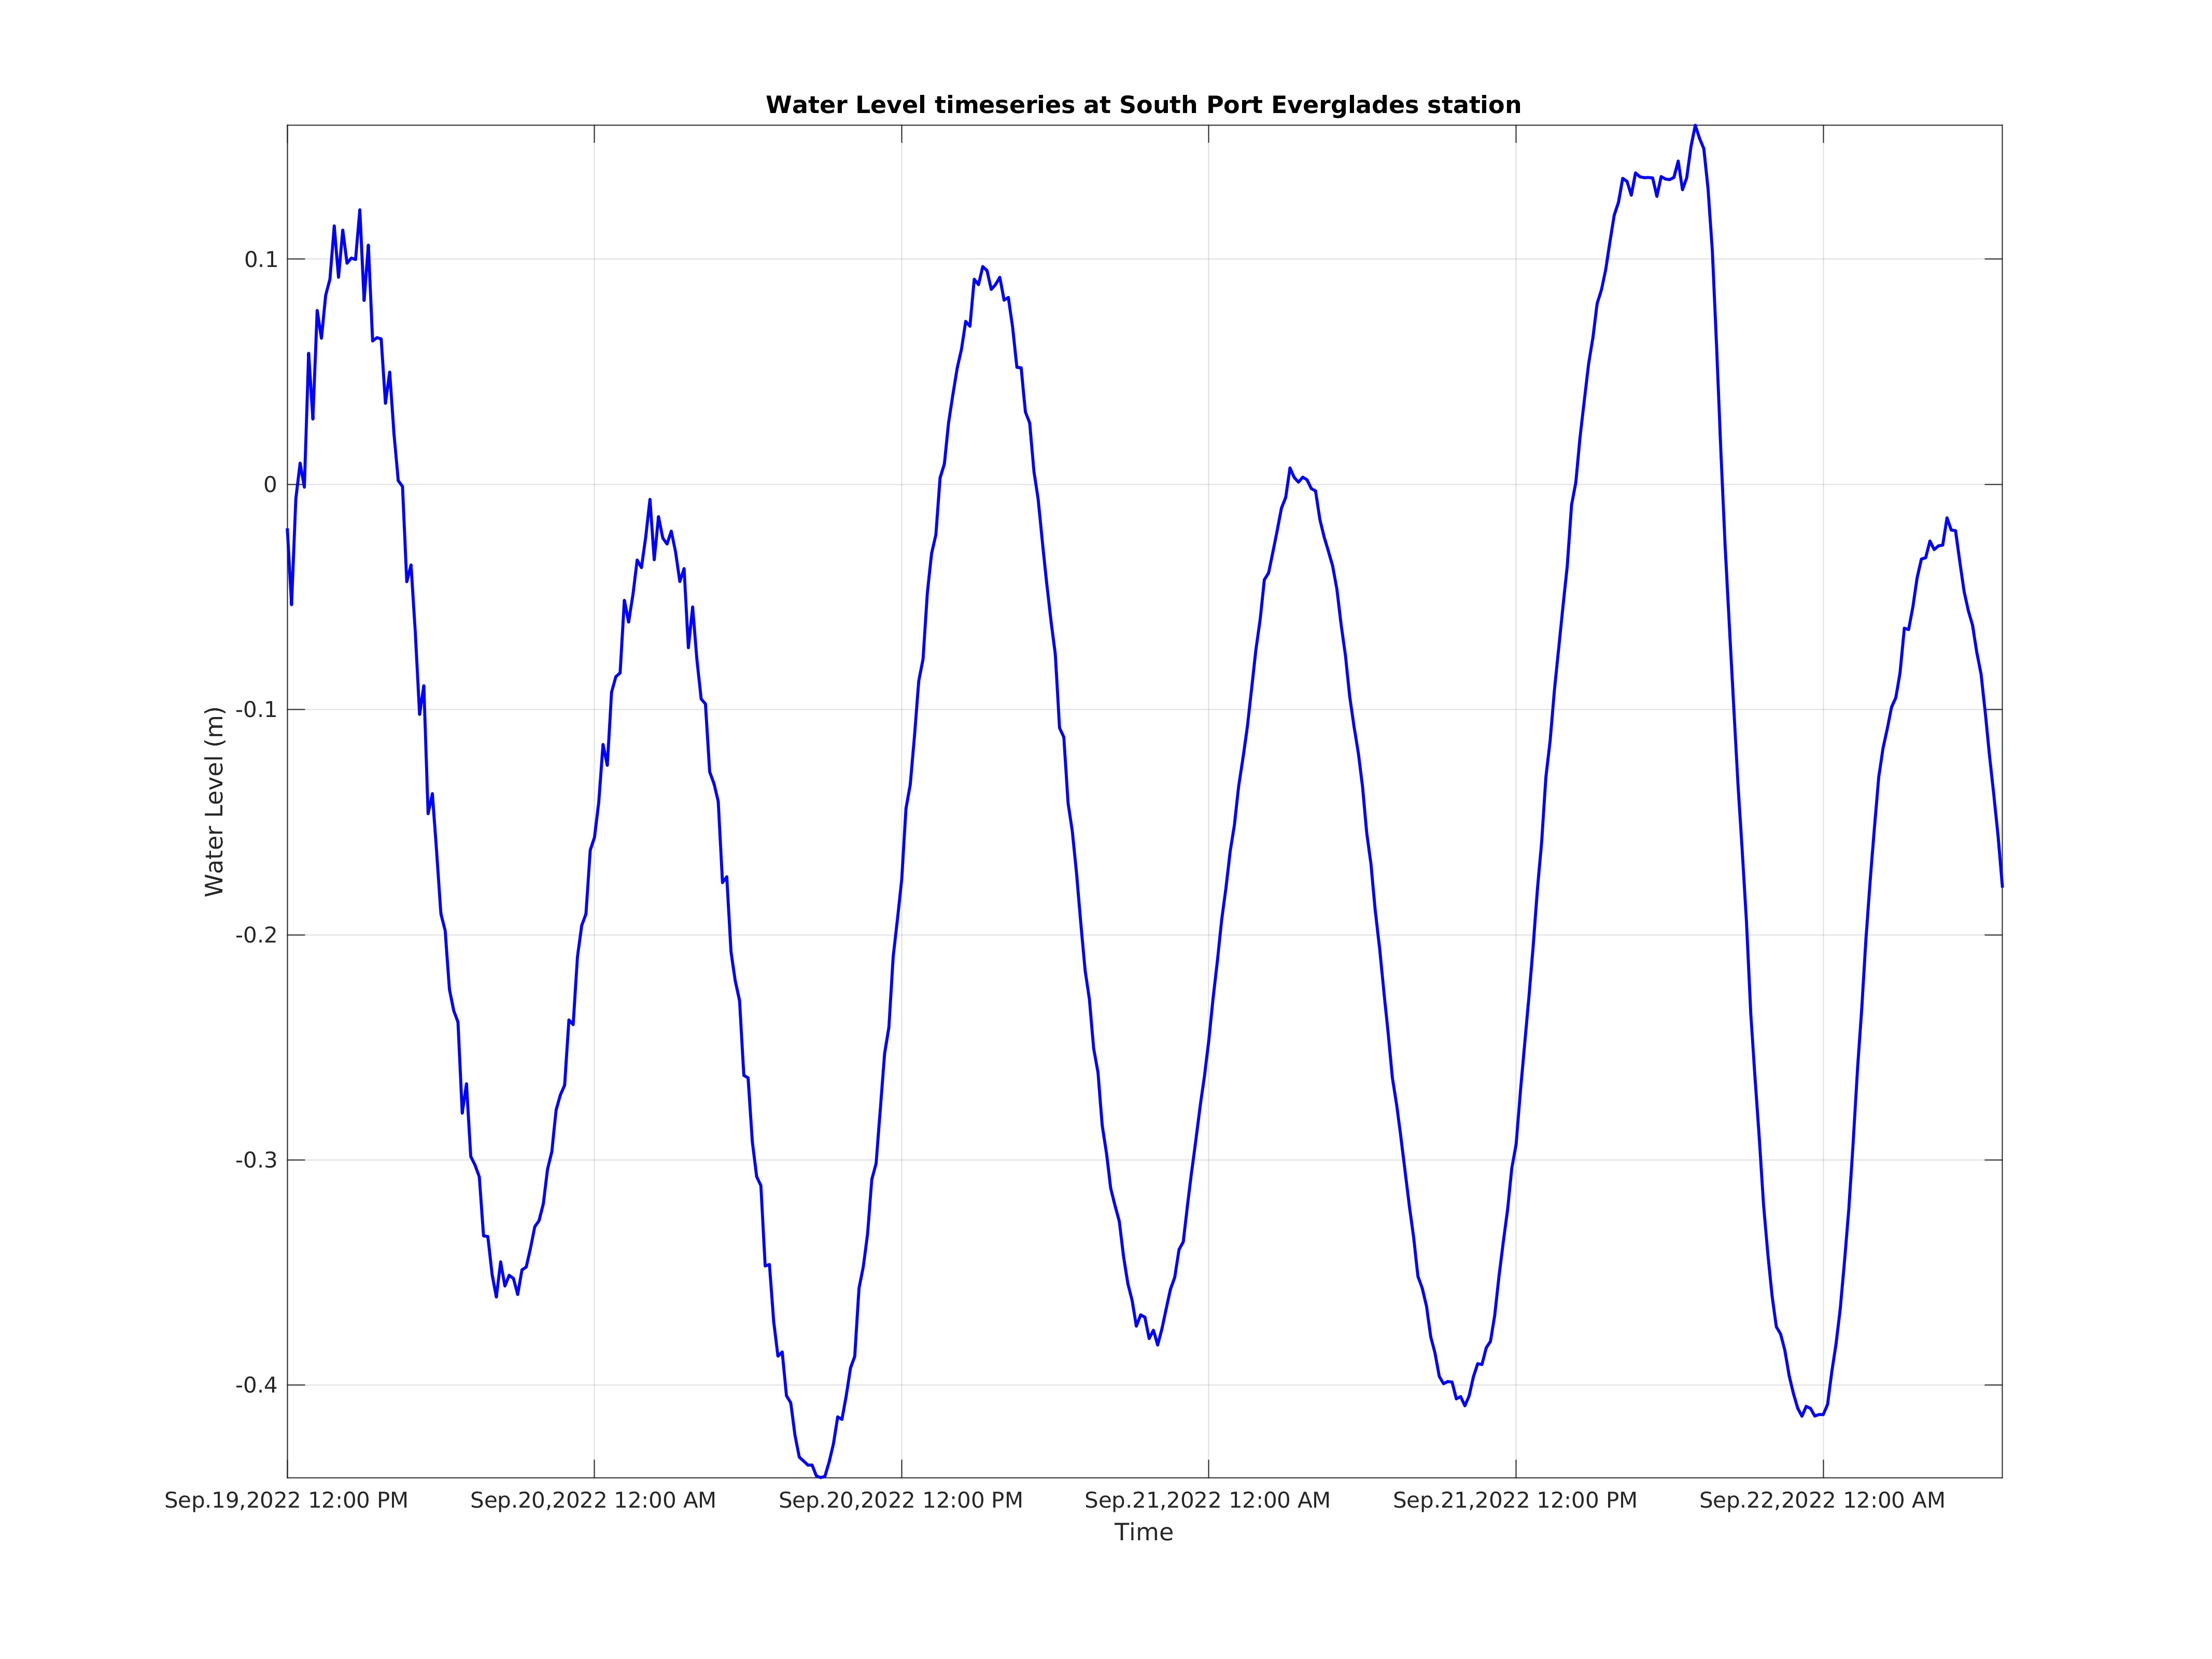 Water Level timeseries at South Port Everglades station
0.1
0
-0.1
-0.2
-0.3
-0.4
Water Level (m)
Sep.19,2022 12:00 PM
Sep.20,2022 12:00 AM
Sep.20,2022 12:00 PM
Sep.21,2022 12:00 AM
Sep.21,2022 12:00 PM
Sep.22,2022 12:00 AM
Time